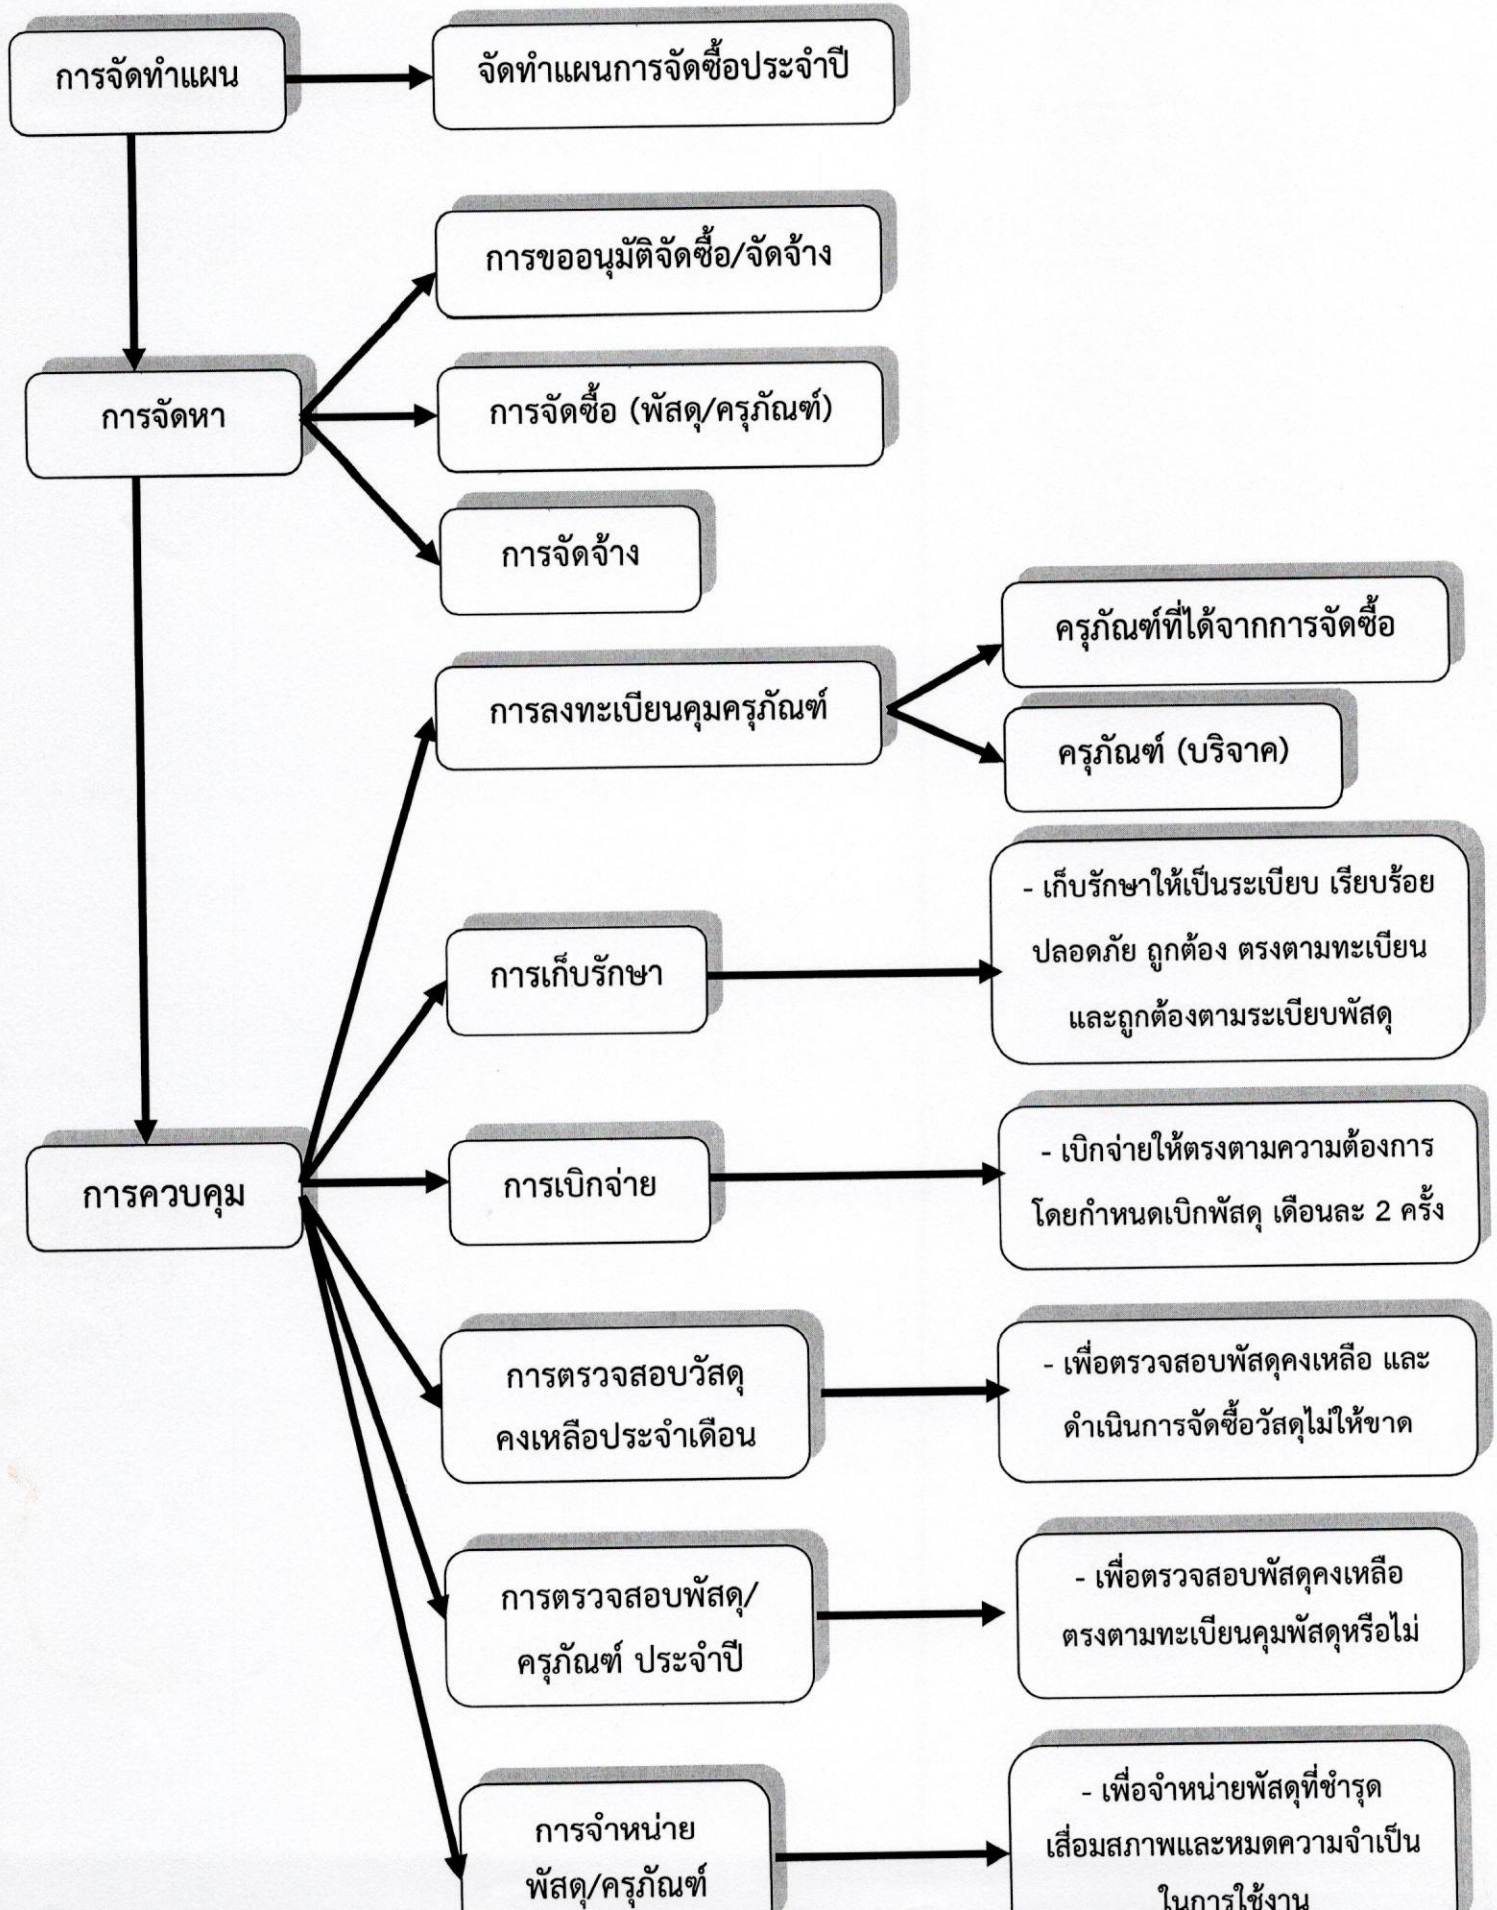 การจัดทำแผน
จัดทำแผนการจัดซื้อประจำปี
การขออนุมัติจัดซื้อ/จัดจ้าง
การจัดหา
การจัดซื้อ (พัสดุ/ครุภัณฑ์)
การจัดจ้าง
การลงทะเบียนคุมครุภัณฑ์
ครุภัณฑ์ที่ได้จากการจัดซื้อ
ครุภัณฑ์ (บริจาค)
การเก็บรักษา
- เก็บรักษาให้เป็นระเบียบ เรียบร้อย
ปลอดภัย ถูกต้อง ตรงตามทะเบียน
และถูกต้องตามระเบียบพัสดุ
การควบคุม
การเบิกจ่าย
- เบิกจ่ายให้ตรงตามความต้องการ
โดยกำหนดเบิกพัสดุ เดือนละ 2 ครั้ง
การตรวจสอบวัสดุ
คงเหลือประจำเดือน
- เพื่อตรวจสอบพัสดุคงเหลือ และ
ดำเนินการจัดซื้อวัสดุไม่ให้ขาด
การตรวจสอบพัสดุ/
ครุภัณฑ์ ประจำปี
- เพื่อตรวจสอบพัสดุคงเหลือ
ตรงตามทะเบียนคุมพัสดุหรือไม่
การจำหน่าย
พัสดุ/ครุภัณฑ์
- เพื่อจำหน่ายพัสดุที่ชำรุด
เสื่อมสภาพและหมดความจำเป็น
ในการใช้งาน